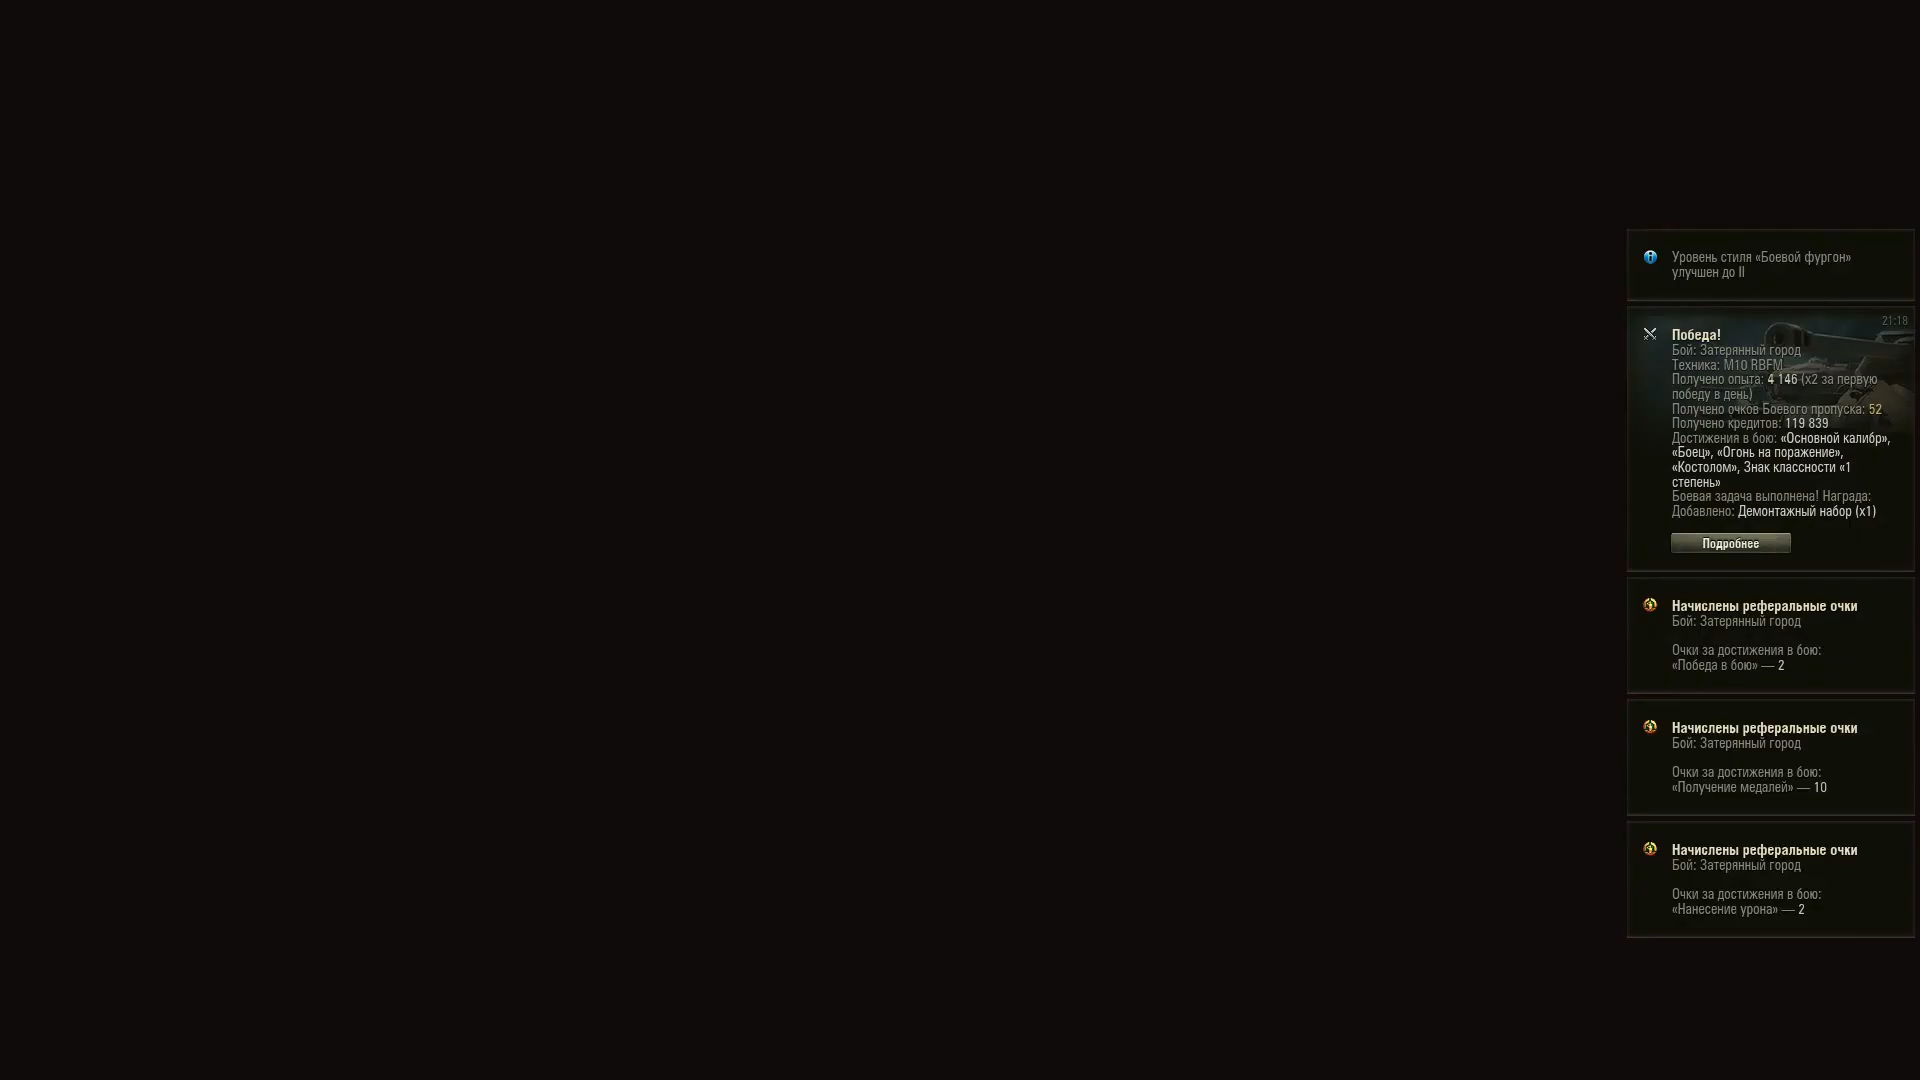 Уровень стиля «Боевой фургон»
улучшен до II
21:18
Победа!
Бой: Затерянный город
Техника: M10 RBFM
Получено опыта: 4 146 (x2 за первую
победу в день)
Получено очков Боевого пропуска: 52
Получено кредитов: 119 839
Достижения в бою: «Основной калибр»,
«Боец», «Огонь на поражение»,
«Костолом», Знак классности «1
степень»
Боевая задача выполнена! Награда:
Добавлено: Демонтажный набор (x1)
Подробнее
Начислены реферальные очки
Бой: Затерянный город
Очки за достижения в бою:
«Победа в бою» — 2
Начислены реферальные очки
Бой: Затерянный город
Очки за достижения в бою:
«Получение медалей» — 10
Начислены реферальные очки
Бой: Затерянный город
Очки за достижения в бою:
«Нанесение урона» — 2